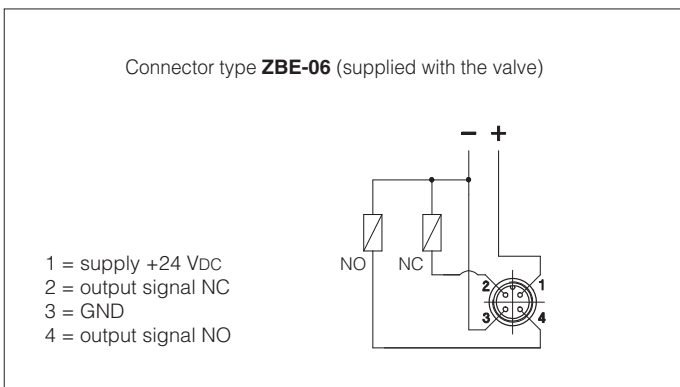 Connector type ZBE-06 (supplied with the valve)
− +
NO NC
2 1
3 4
1 = supply +24 VDC
2 = output signal NC
3 = GND
4 = output signal NO